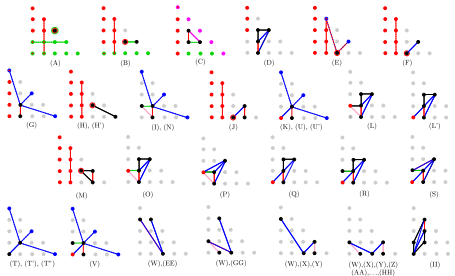 (A) (B) (C) (D) (E) (F)
(G) (H), (H') (I), (N) (J) (K), (U), (U') (L) (L')
(M) (O) (P) (Q) (R) (S)
(T), (T'), (T'') (V) (W),(EE) (W),(GG) (W),(X),(Y) (W),(X),(Y),(Z) (II)
(AA),...,(HH)